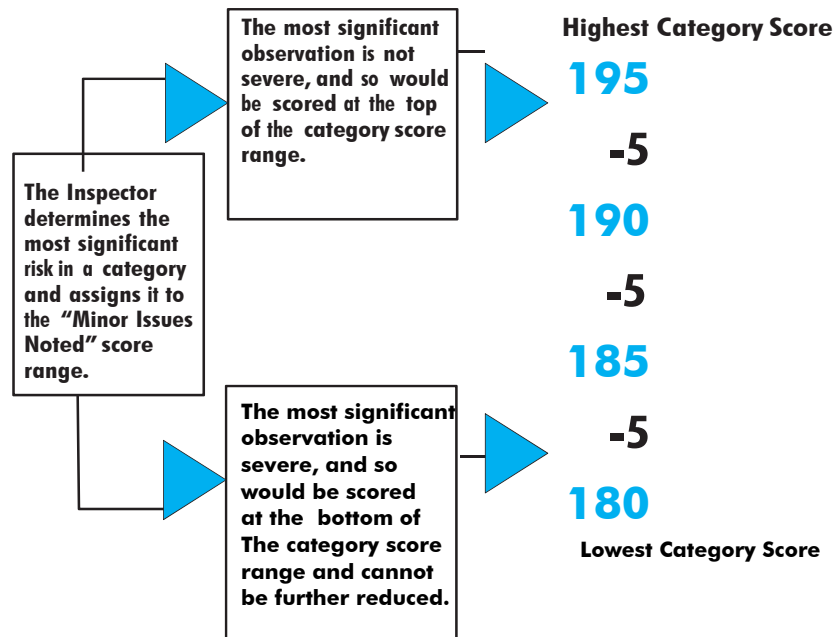 The Inspector
determines the
most significant
risk in a category
and assigns it to
the “Minor Issues
Noted” score
range.
The most significant
observation is not
severe, and so would
be scored at the top
of the category score
range.
The most significant
observation is
severe, and so
would be scored
at the bottom of
The category score
range and cannot
be further reduced.
Highest Category Score
195
-5
190
-5
185
-5
180
Lowest Category Score